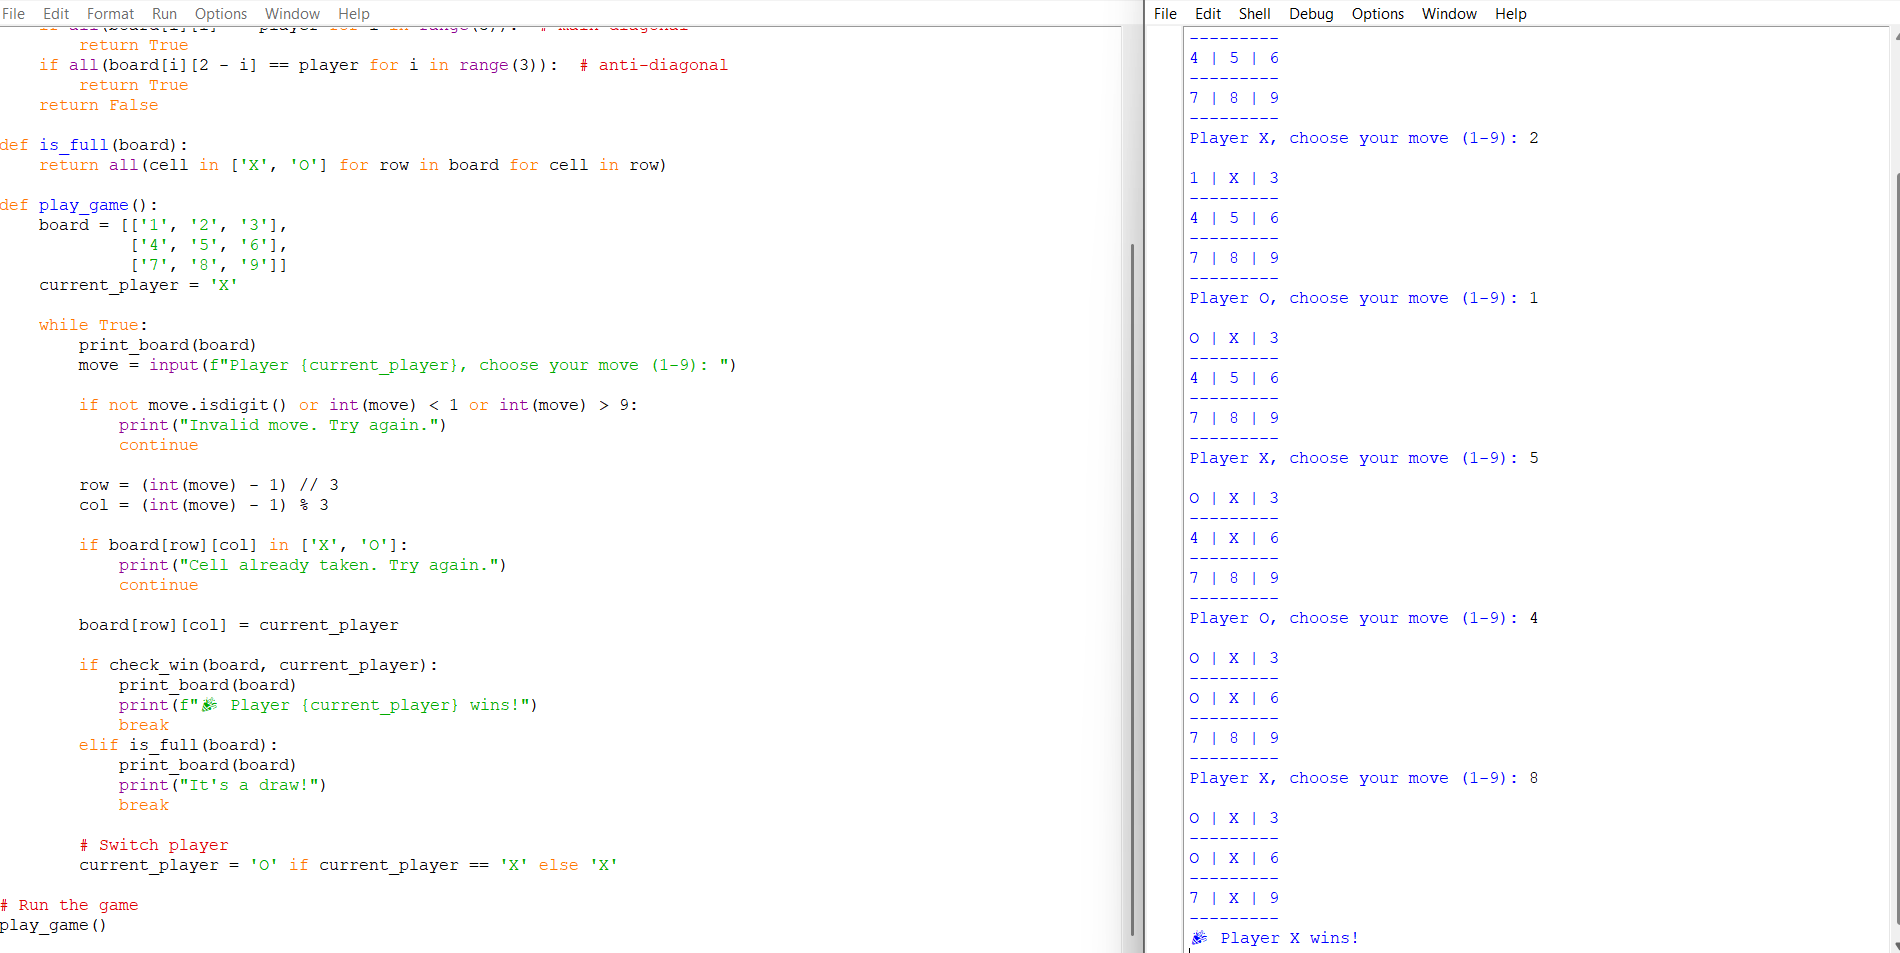 File Edit Format Run Options Window Help
    if all(board[i][i] == player for i in range(3)):  # main diagonal
        return True
    if all(board[i][2 - i] == player for i in range(3)):  # anti-diagonal
        return True
    return False

def is_full(board):
    return all(cell in ['X', 'O'] for row in board for cell in row)

def play_game():
    board = [['1', '2', '3'],
             ['4', '5', '6'],
             ['7', '8', '9']]
    current_player = 'X'

    while True:
        print_board(board)
        move = input(f"Player {current_player}, choose your move (1-9): ")

        if not move.isdigit() or int(move) < 1 or int(move) > 9:
            print("Invalid move. Try again.")
            continue

        row = (int(move) - 1) // 3
        col = (int(move) - 1) % 3

        if board[row][col] in ['X', 'O']:
            print("Cell already taken. Try again.")
            continue

        board[row][col] = current_player

        if check_win(board, current_player):
            print_board(board)
            print(f"🎉 Player {current_player} wins!")
            break
        elif is_full(board):
            print_board(board)
            print("It's a draw!")
            break

        # Switch player
        current_player = 'O' if current_player == 'X' else 'X'

# Run the game
play_game()
File Edit Shell Debug Options Window Help
---------
4 | 5 | 6
---------
7 | 8 | 9
---------
Player X, choose your move (1-9): 2

1 | X | 3
---------
4 | 5 | 6
---------
7 | 8 | 9
---------
Player O, choose your move (1-9): 1

O | X | 3
---------
4 | 5 | 6
---------
7 | 8 | 9
---------
Player X, choose your move (1-9): 5

O | X | 3
---------
4 | X | 6
---------
7 | 8 | 9
---------
Player O, choose your move (1-9): 4

O | X | 3
---------
O | X | 6
---------
7 | 8 | 9
---------
Player X, choose your move (1-9): 8

O | X | 3
---------
O | X | 6
---------
7 | X | 9
---------
🎉 Player X wins!